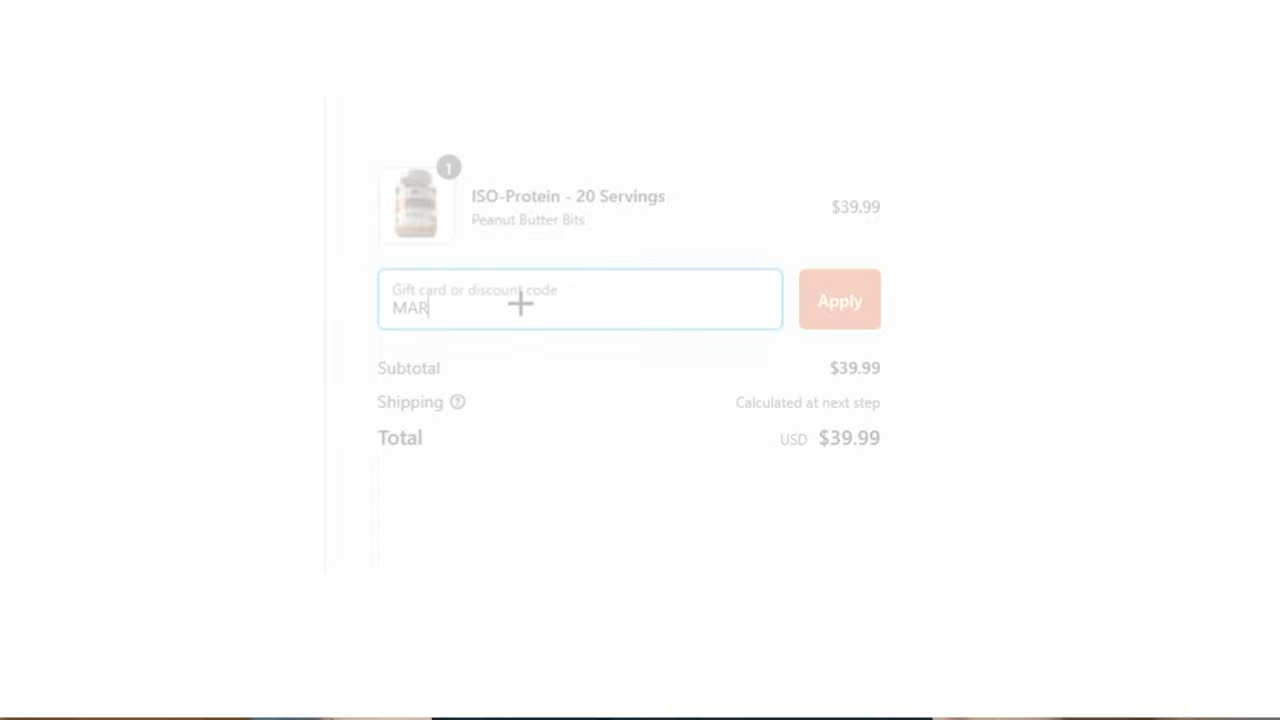 1
ISO-Protein - 20 Servings
Peanut Butter Bits
$39.99
Gift card or discount code
MAR
Apply
Subtotal $39.99
Shipping Calculated at next step
Total USD $39.99